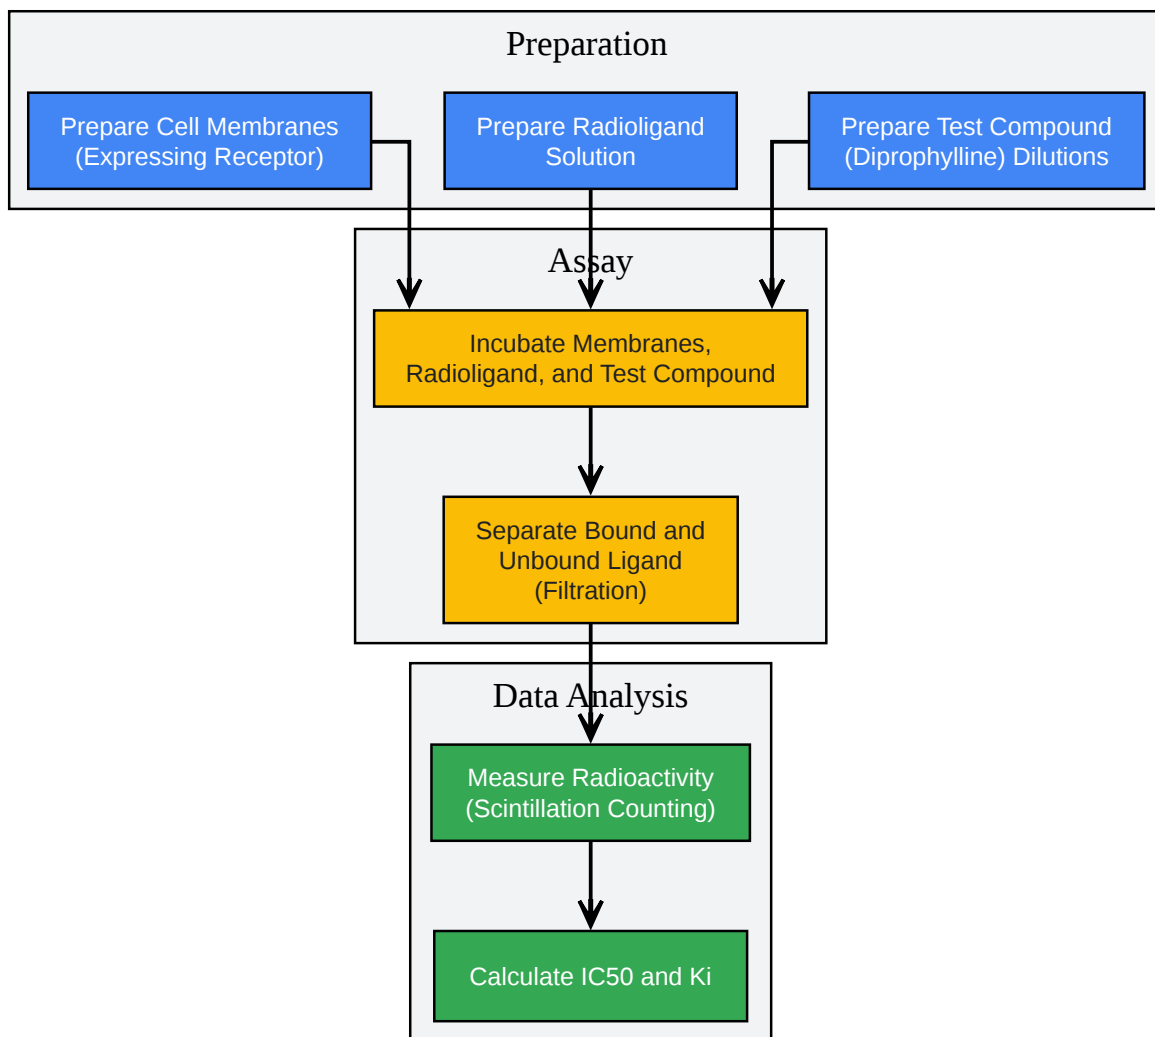 Preparation
Prepare Cell Membranes
(Expressing Receptor)
Prepare Radioligand
Solution
Prepare Test Compound
(Diprophylline) Dilutions
Assay
Incubate Membranes,
Radioligand, and Test Compound
Separate Bound and
Unbound Ligand
(Filtration)
Data Analysis
Measure Radioactivity
(Scintillation Counting)
Calculate IC50 and Ki